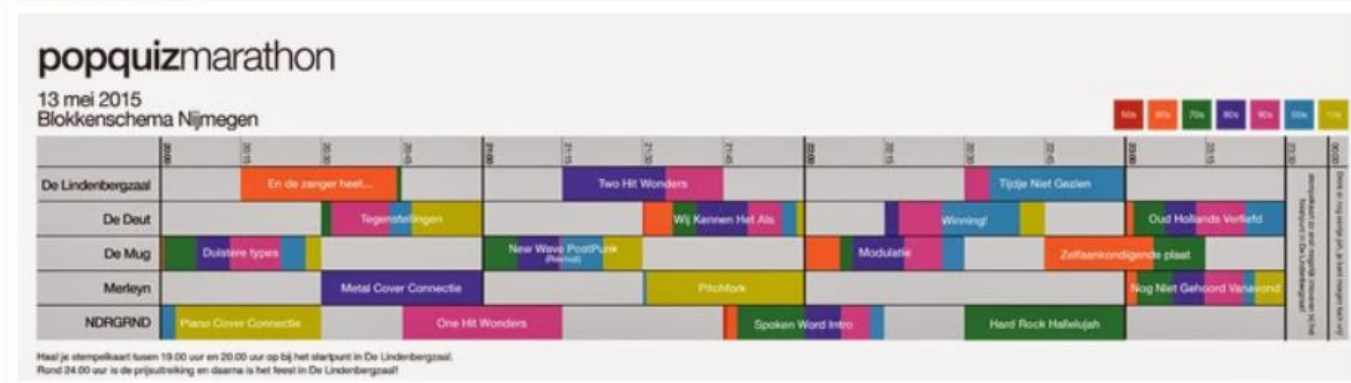 popquizmarathon
13 mei 2015
Blokkenschema Nijmegen
50s 60s 70s 80s 90s 00s 10s
20:00 20:15 20:30 20:45 21:00 21:15 21:30 21:45 22:00 22:15 22:30 22:45 23:00 23:15 23:30 00:00
De Lindenbergzaal En de zanger heet... Two Hit Wonders Tijdje Niet Gezien
De Deut Tegenstellingen Wij Kennen Het Als Winning! Oud Hollands Verliefd
De Mug Duistere types New Wave PostPunk (Revival) Modulatie Zelfaankondigende plaat
Merleyn Metal Cover Connectie Pitchfork Nog Niet Gehoord Vanavond
NDRGRND Piano Cover Connectie One Hit Wonders Spoken Word Intro Hard Rock Hallelujah
Haal je stempelkaart tusen 19.00 uur en 20.00 uur op bij het startpunt in De Lindenbergzaal.
Rond 24.00 uur is de prijsuitreiking en daarna is het feest in De Lindenbergzaal!